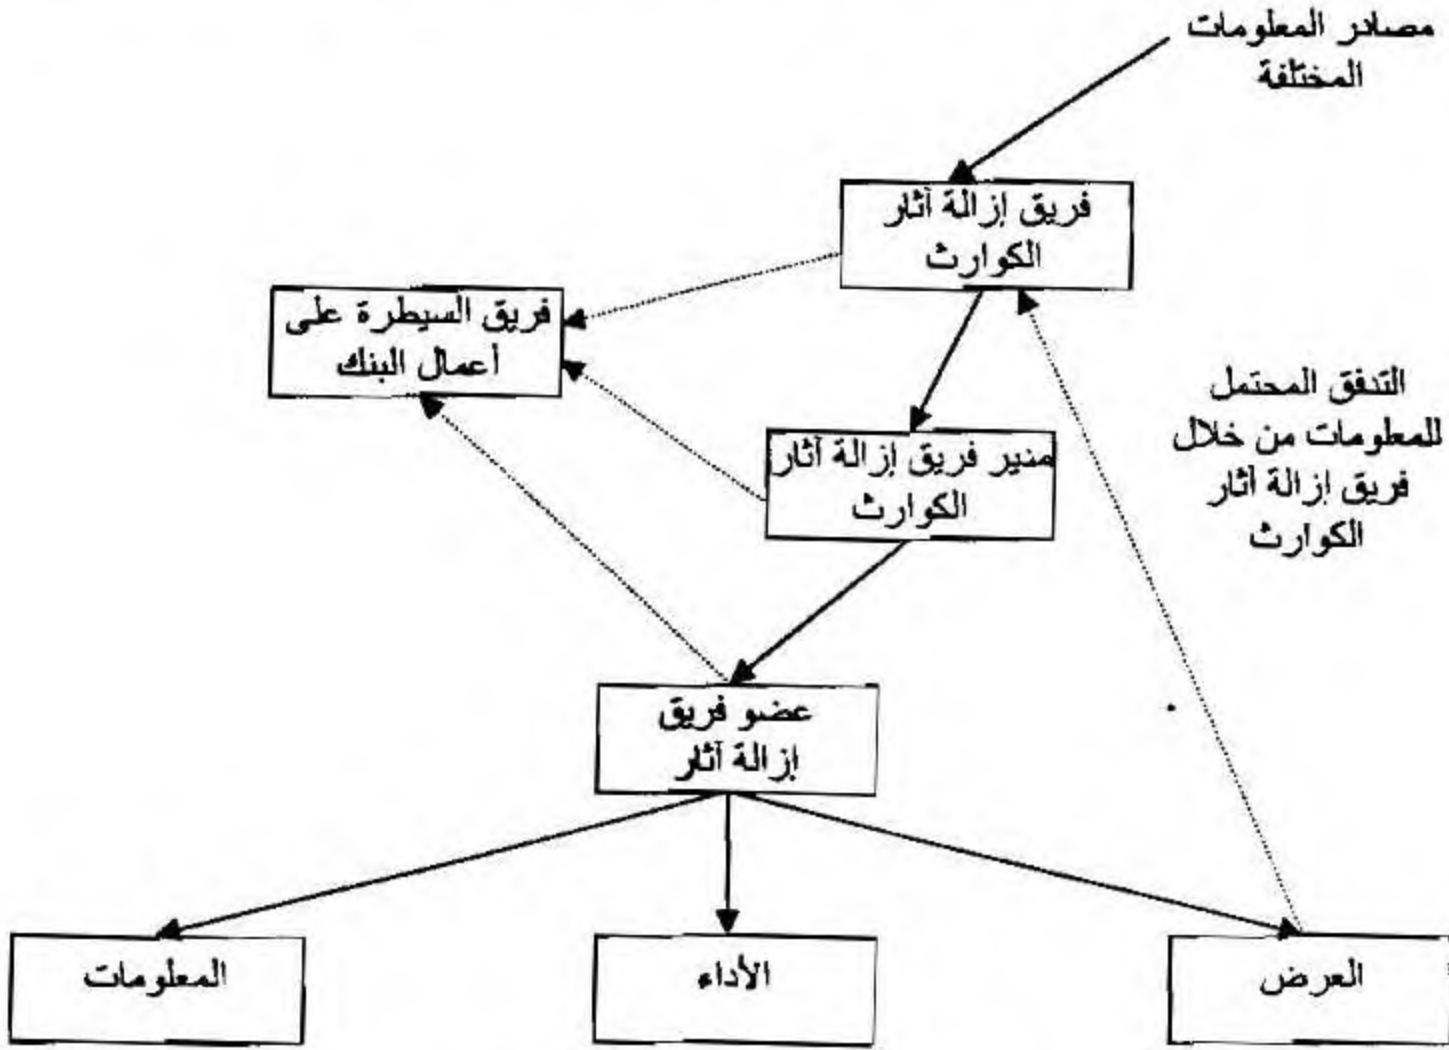 مصادر المعلومات
المختلفة
فريق إزالة آثار
الكوارث
فريق السيطرة على
أعمال البنك
التدفق المحتمل
للمعلومات من خلال
فريق إزالة آثار
الكوارث
مدير فريق إزالة آثار
الكوارث
عضو فريق
إزالة آثار
العرض
الأداء
المعلومات